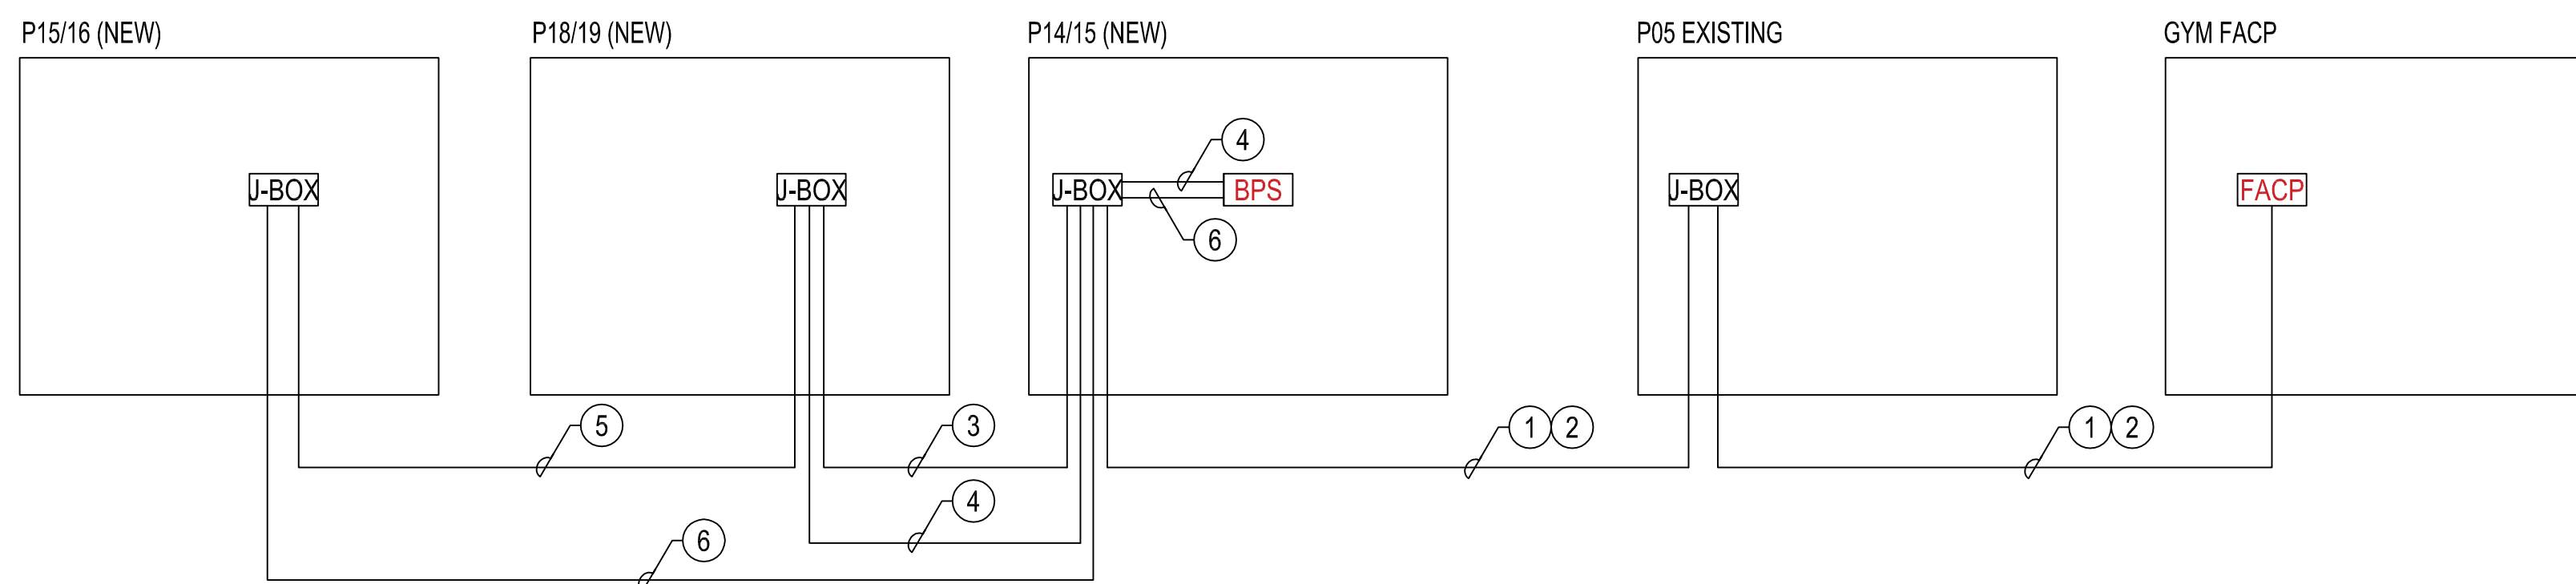 P15/16 (NEW)
P18/19 (NEW)
P14/15 (NEW)
P05 EXISTING
GYM FACP
4
J-BOX
J-BOX
J-BOX
BPS
J-BOX
FACP
6
5
3
1 2
1 2
4
6